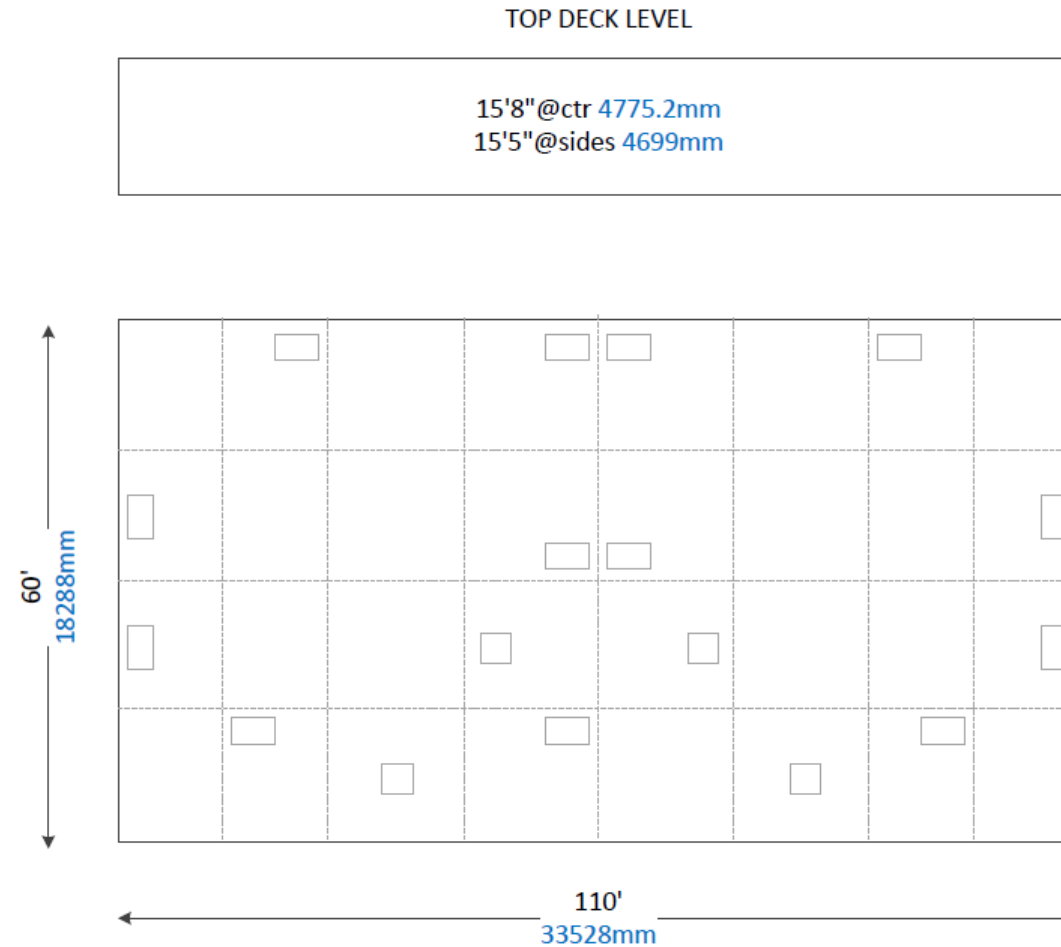 TOP DECK LEVEL
15'8"@ctr 4775.2mm
15'5"@sides 4699mm
60'
18288mm
110'
33528mm